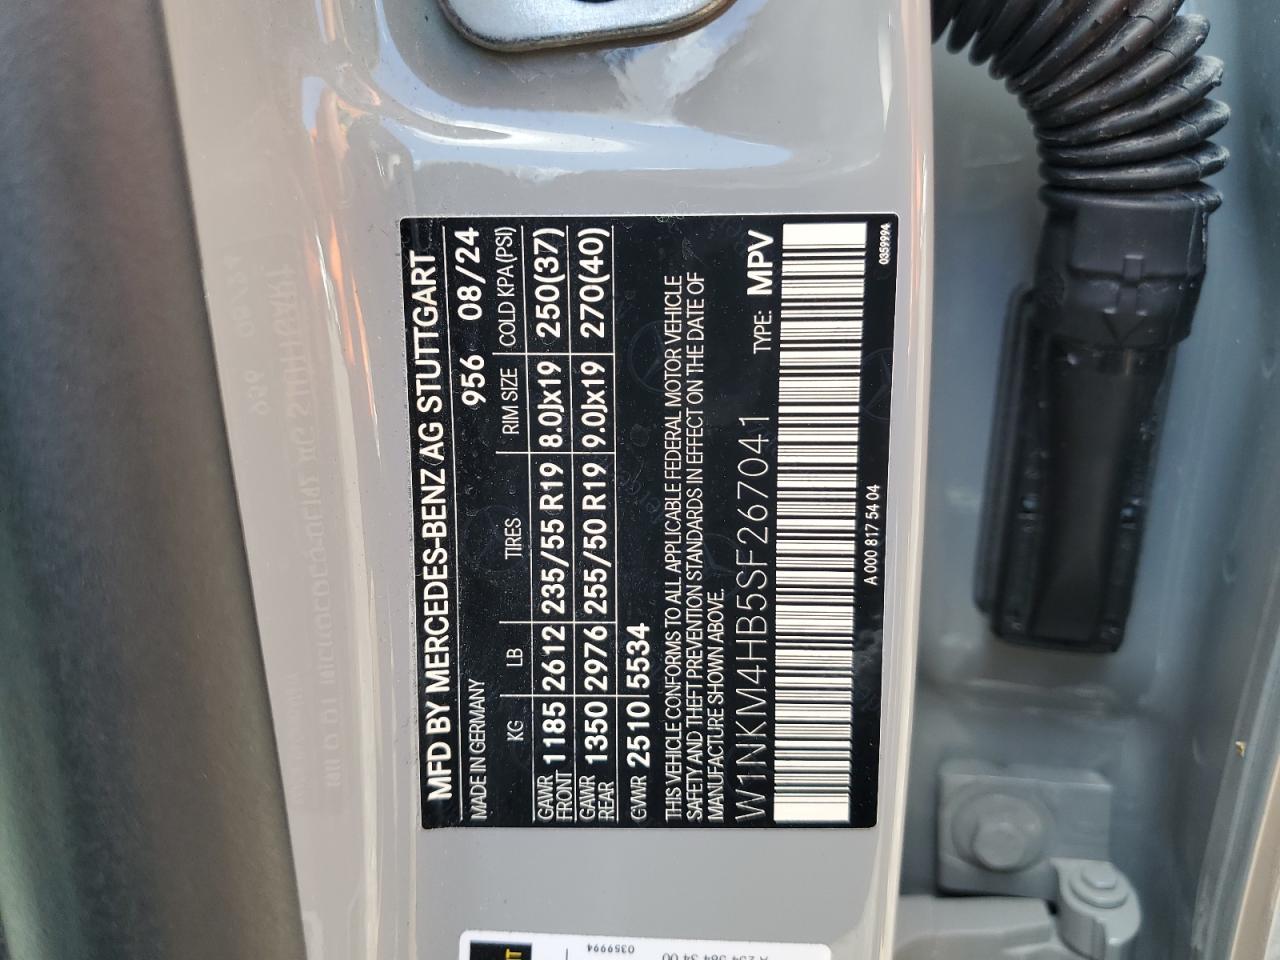 MFD BY MERCEDES-BENZ AG STUTTGART
MADE IN GERMANY 956 08/24
KG LB TIRES RIM SIZE COLD KPA (PSI)
GAWR FRONT 1185 2612 235/55 R19 8.0Jx19 250(37)
GAWR REAR 1350 2976 255/50 R19 9.0Jx19 270(40)
GVWR 2510 5534
THIS VEHICLE CONFORMS TO ALL APPLICABLE FEDERAL MOTOR VEHICLE
SAFETY AND THEFT PREVENTION STANDARDS IN EFFECT ON THE DATE OF
MANUFACTURE SHOWN ABOVE.
W1NKM4HB5SF267041 TYPE: MPV
A 000 817 54 04 0359994
0359994